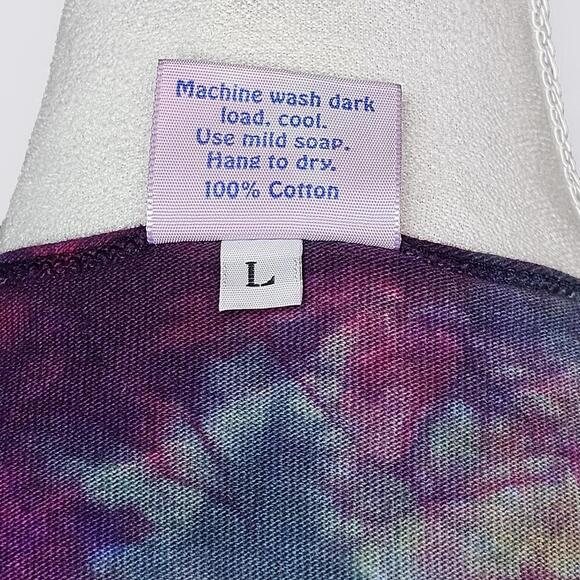 Machine wash dark
load, cool.
Use mild soap.
Hang to dry.
100% Cotton
L